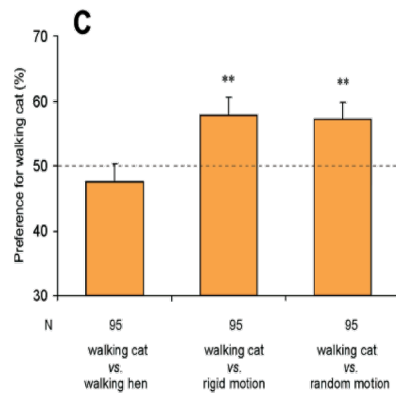 C
Preference for walking cat (%)
70
60
50
40
30
** **
N 95 95 95
walking cat walking cat walking cat
vs. vs. vs.
walking hen rigid motion random motion